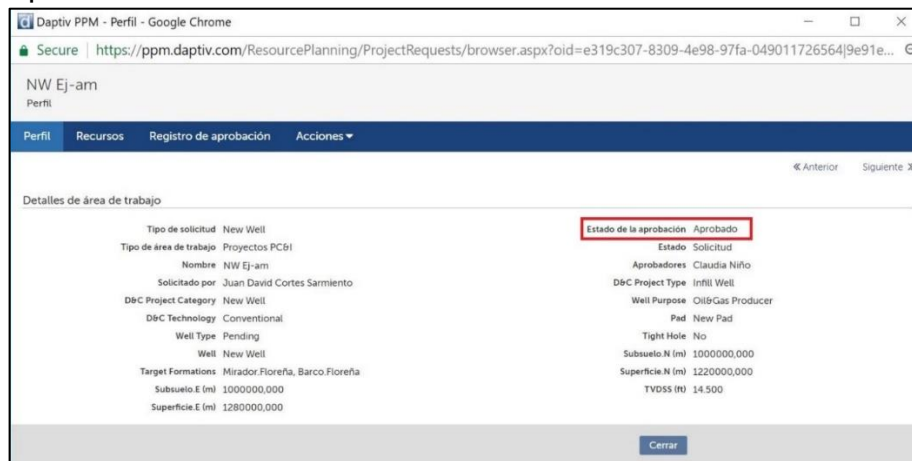 Daptiv PPM - Perfil - Google Chrome
Secure | https://ppm.daptiv.com/ResourcePlanning/ProjectRequests/browser.aspx?oid=e319c307-8309-4e98-97fa-049011726564|9e91e...
NW Ej-am
Perfil
Perfil Recursos Registro de aprobación Acciones
« Anterior Siguiente »
Detalles de área de trabajo
Tipo de solicitud New Well Estado de la aprobación Aprobado
Tipo de área de trabajo Proyectos PC&I Estado Solicitud
Nombre NW Ej-am Aprobadores Claudia Niño
Solicitado por Juan David Cortes Sarmiento D&C Project Type Infill Well
D&C Project Category New Well Well Purpose Oil&Gas Producer
D&C Technology Conventional Pad New Pad
Well Type Pending Tight Hole No
Well New Well Subsuelo.N (m) 1000000,000
Target Formations Mirador.Floreña, Barco.Floreña Superficie.N (m) 1220000,000
Subsuelo.E (m) 1000000,000 TVDSS (ft) 14.500
Superficie.E (m) 1280000,000
Cerrar